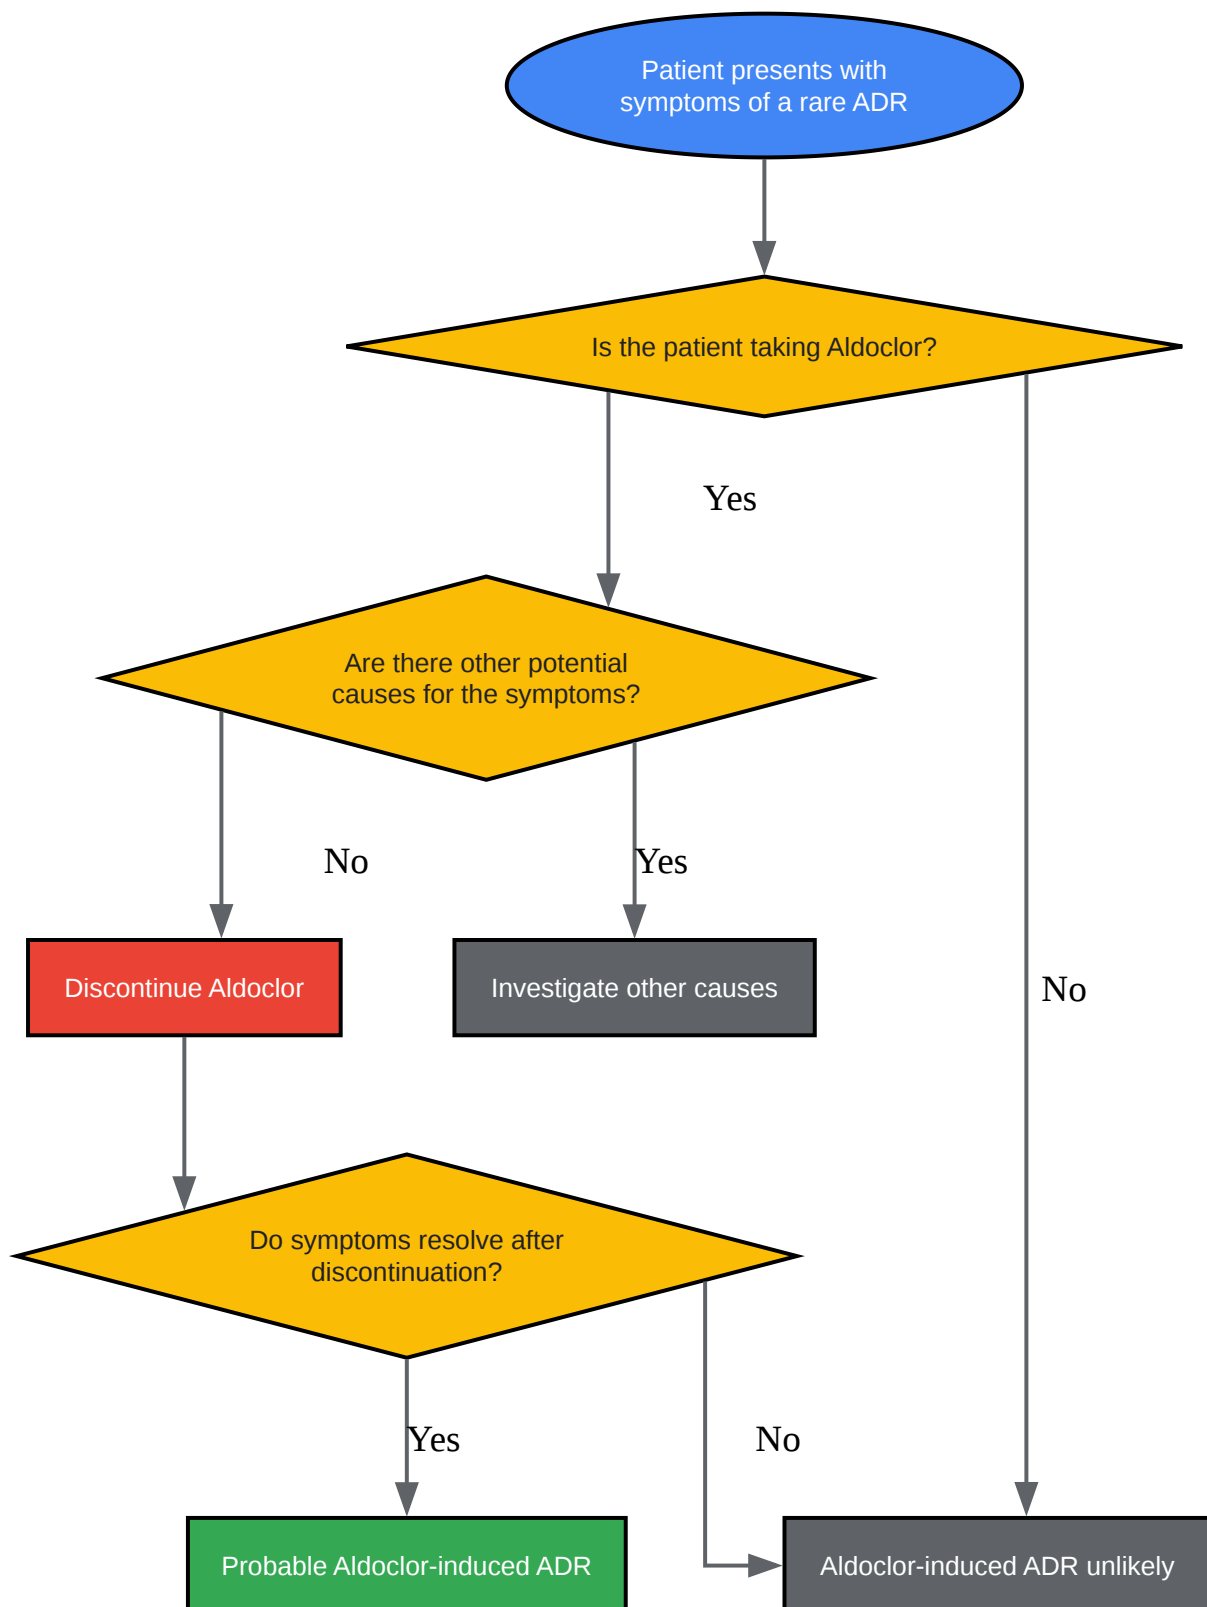 Patient presents with
symptoms of a rare ADR
Is the patient taking Aldoclor?
Yes
Are there other potential
causes for the symptoms?
No
Yes
Discontinue Aldoclor
Investigate other causes
No
Do symptoms resolve after
discontinuation?
Yes
No
Probable Aldoclor-induced ADR
Aldoclor-induced ADR unlikely